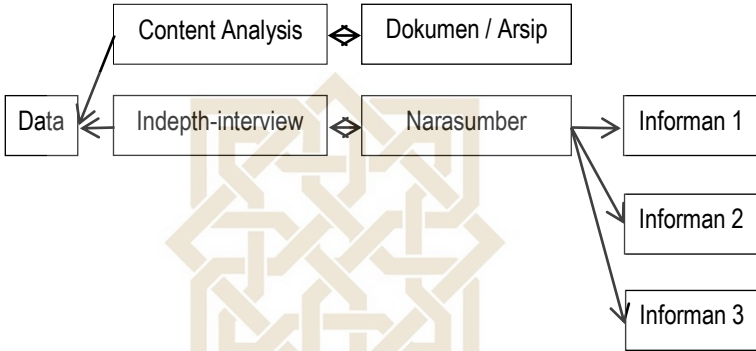 Content Analysis
Dokumen / Arsip
Data
Indepth-interview
Narasumber
Informan 1
Informan 2
Informan 3